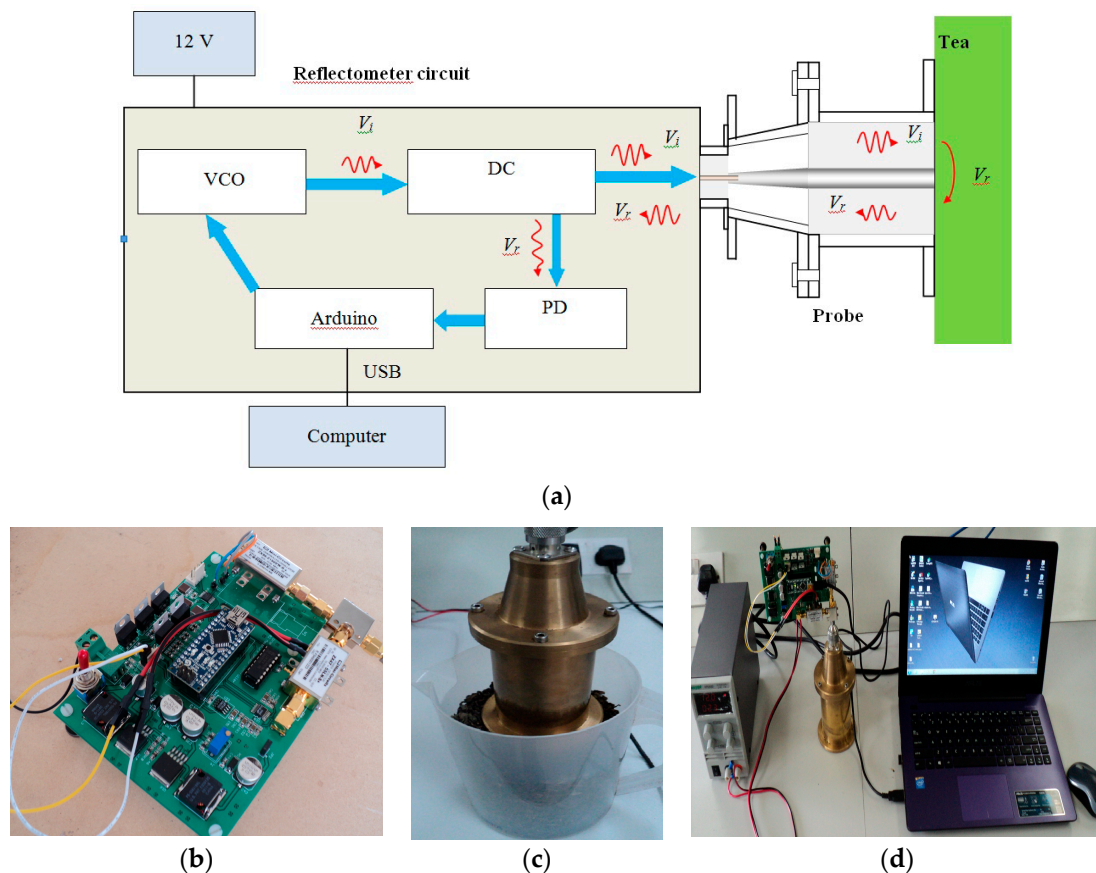 12 V
Reflectometer circuit
Tea
Vi
Vi
Vi
VCO
DC
Vr
Vr
Vr
Vr
Arduino
PD
Probe
USB
Computer
(a)
(b)
(c)
(d)